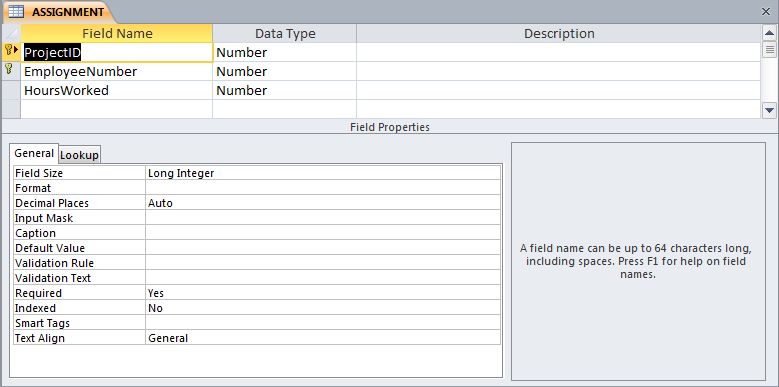 ASSIGNMENT
Field Name Data Type Description
ProjectID Number
EmployeeNumber Number
HoursWorked Number
Field Properties
General Lookup
Field Size Long Integer
Format
Decimal Places Auto
Input Mask
Caption
Default Value
Validation Rule
Validation Text
Required Yes
Indexed No
Smart Tags
Text Align General
A field name can be up to 64 characters long,
including spaces. Press F1 for help on field
names.